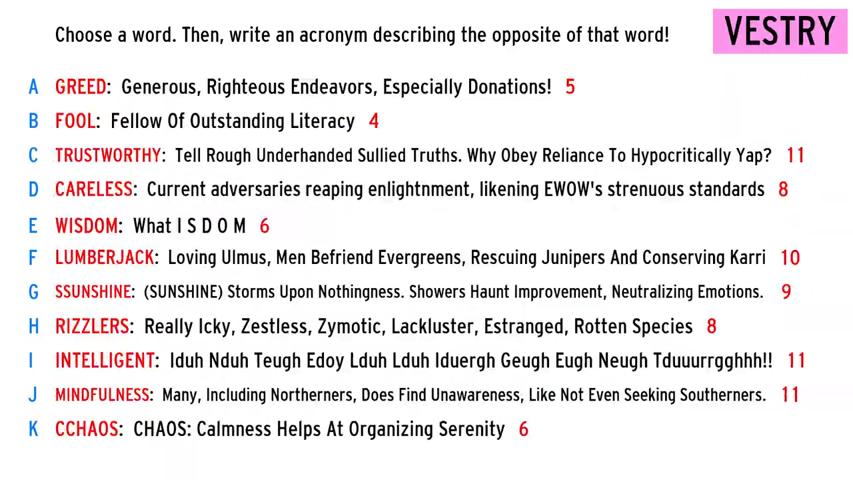 Choose a word. Then, write an acronym describing the opposite of that word!
VESTRY
A GREED: Generous, Righteous Endeavors, Especially Donations! 5
B FOOL: Fellow Of Outstanding Literacy 4
C TRUSTWORTHY: Tell Rough Underhanded Sullied Truths. Why Obey Reliance To Hypocritically Yap? 11
D CARELESS: Current adversaries reaping enlightnment, likening EWOW's strenuous standards 8
E WISDOM: What I S D O M 6
F LUMBERJACK: Loving Ulmus, Men Befriend Evergreens, Rescuing Junipers And Conserving Karri 10
G SSUNSHINE: (SUNSHINE) Storms Upon Nothingness. Showers Haunt Improvement, Neutralizing Emotions. 9
H RIZZLERS: Really Icky, Zestless, Zymotic, Lackluster, Estranged, Rotten Species 8
I INTELLIGENT: Iduh Nduh Teugh Edoy Lduh Lduh Iduergh Geugh Eugh Neugh Tduuurrgghhh!! 11
J MINDFULNESS: Many, Including Northerners, Does Find Unawareness, Like Not Even Seeking Southerners. 11
K CCHAOS: CHAOS: Calmness Helps At Organizing Serenity 6